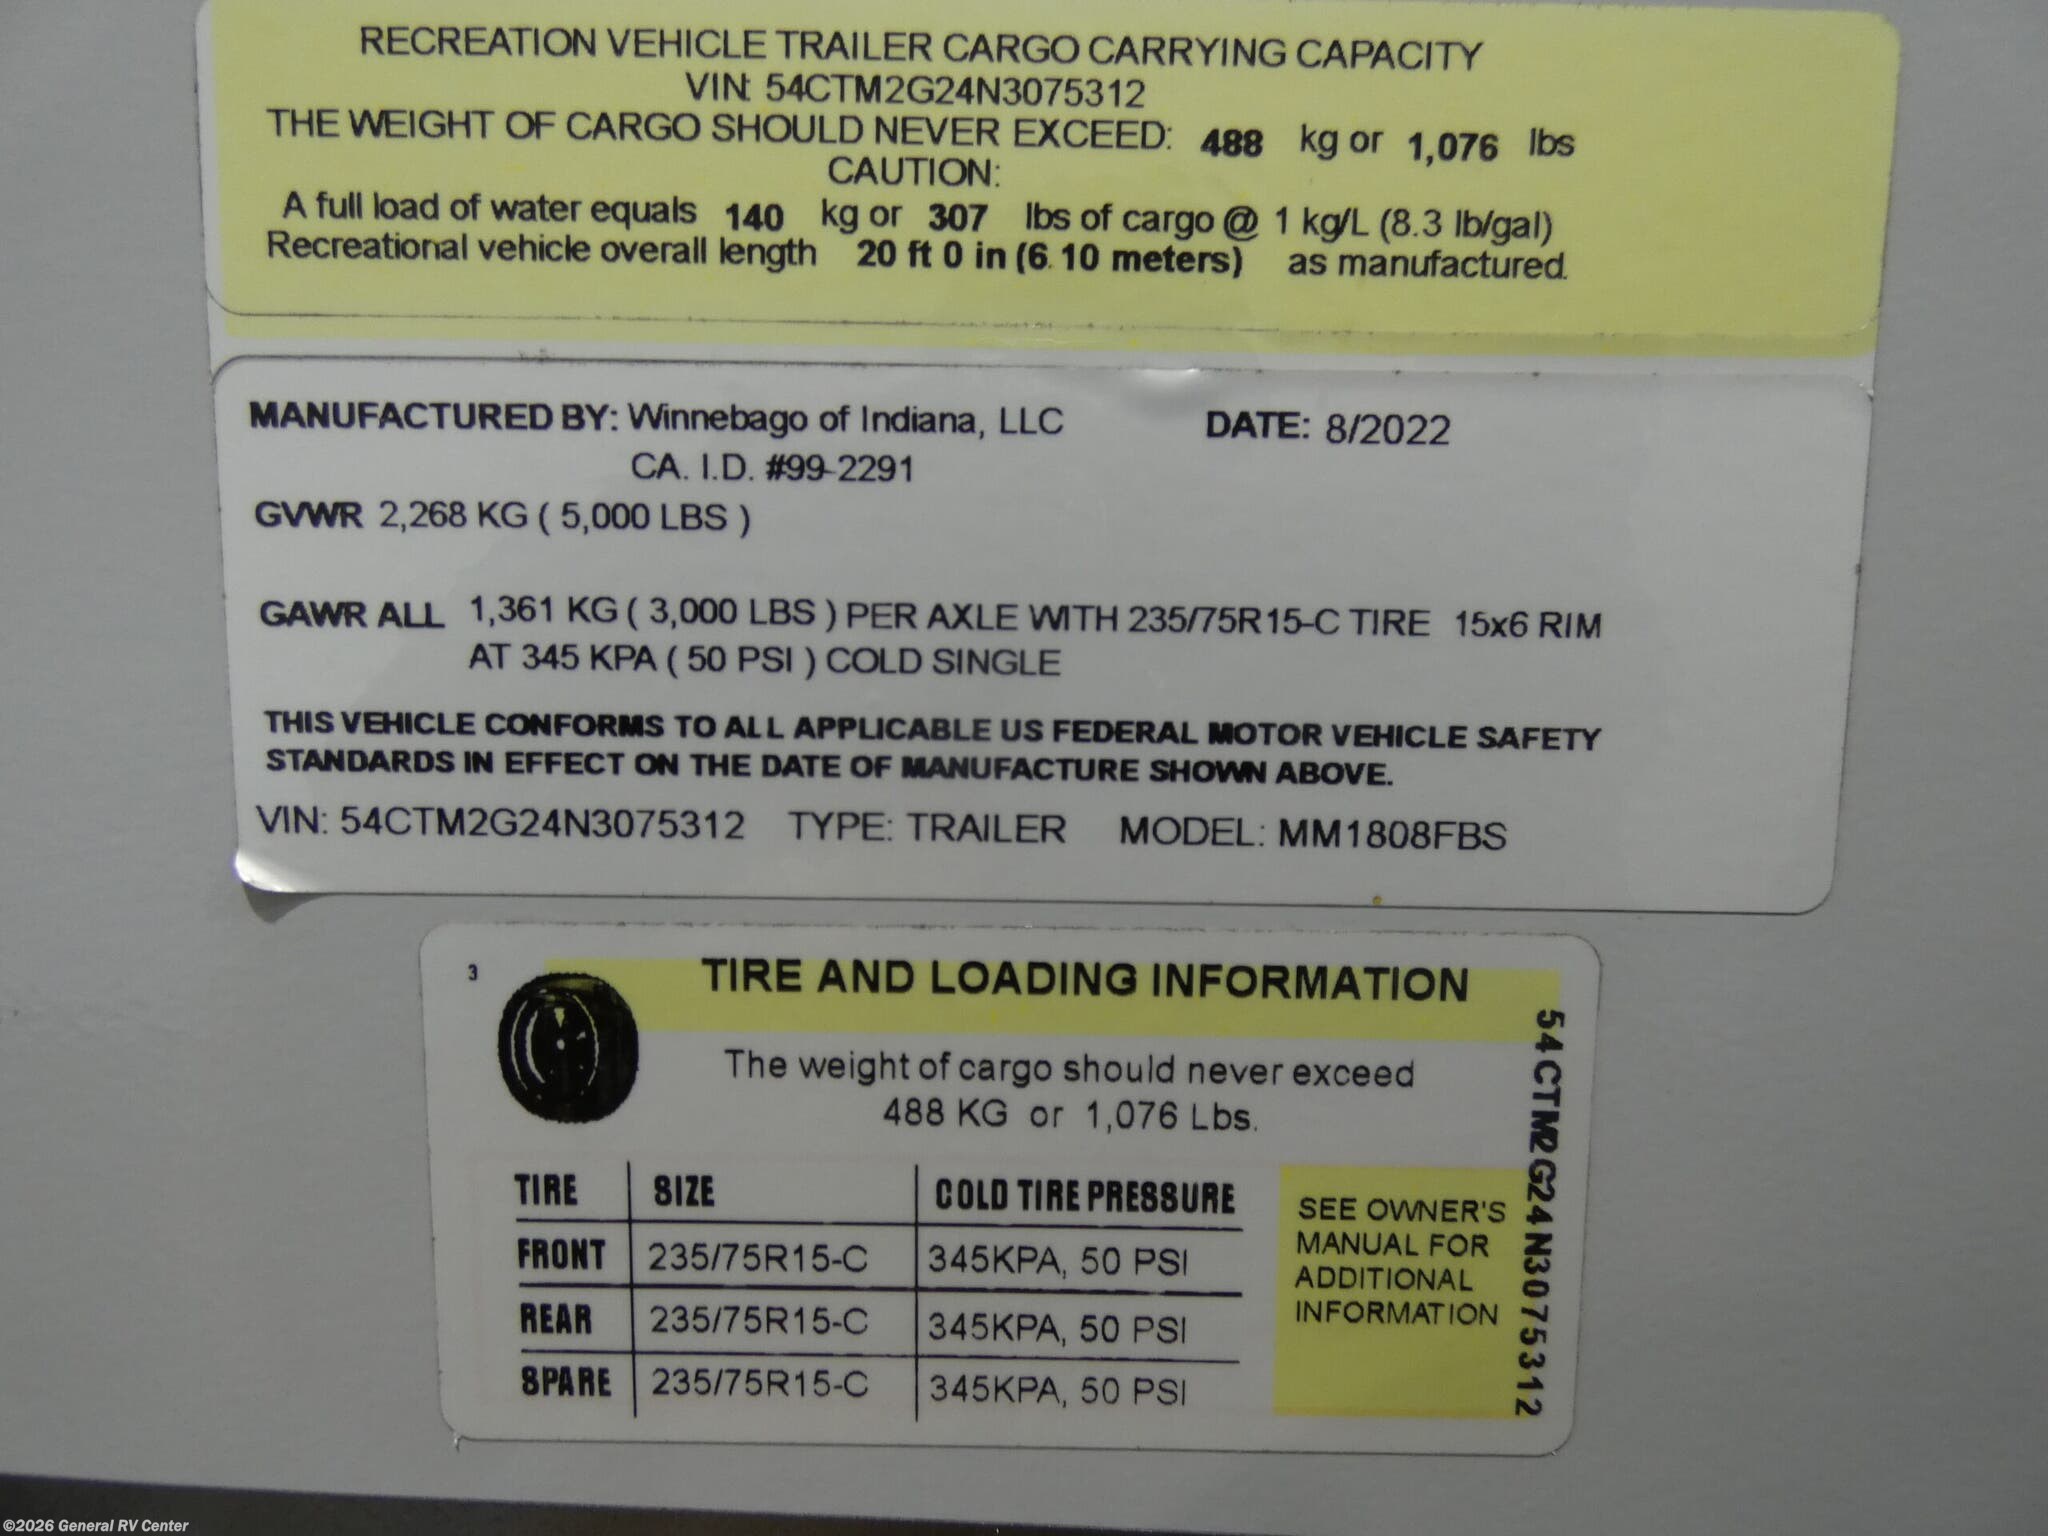 RECREATION VEHICLE TRAILER CARGO CARRYING CAPACITY
VIN: 54CTM2G24N3075312
THE WEIGHT OF CARGO SHOULD NEVER EXCEED: 488 kg or 1,076 lbs
CAUTION:
A full load of water equals 140 kg or 307 lbs of cargo @ 1 kg/L (8.3 lb/gal)
Recreational vehicle overall length 20 ft 0 in (6.10 meters) as manufactured.
MANUFACTURED BY: Winnebago of Indiana, LLC DATE: 8/2022
CA. I.D. #99-2291
GVWR 2,268 KG ( 5,000 LBS )
GAWR ALL 1,361 KG ( 3,000 LBS ) PER AXLE WITH 235/75R15-C TIRE 15x6 RIM
AT 345 KPA ( 50 PSI ) COLD SINGLE
THIS VEHICLE CONFORMS TO ALL APPLICABLE US FEDERAL MOTOR VEHICLE SAFETY
STANDARDS IN EFFECT ON THE DATE OF MANUFACTURE SHOWN ABOVE.
VIN: 54CTM2G24N3075312 TYPE: TRAILER MODEL: MM1808FBS
3
TIRE AND LOADING INFORMATION
The weight of cargo should never exceed
488 KG or 1,076 Lbs.
TIRE SIZE COLD TIRE PRESSURE
FRONT 235/75R15-C 345KPA, 50 PSI
REAR 235/75R15-C 345KPA, 50 PSI
SPARE 235/75R15-C 345KPA, 50 PSI
SEE OWNER'S
MANUAL FOR
ADDITIONAL
INFORMATION
54CTM2G24N3075312
©2026 General RV Center